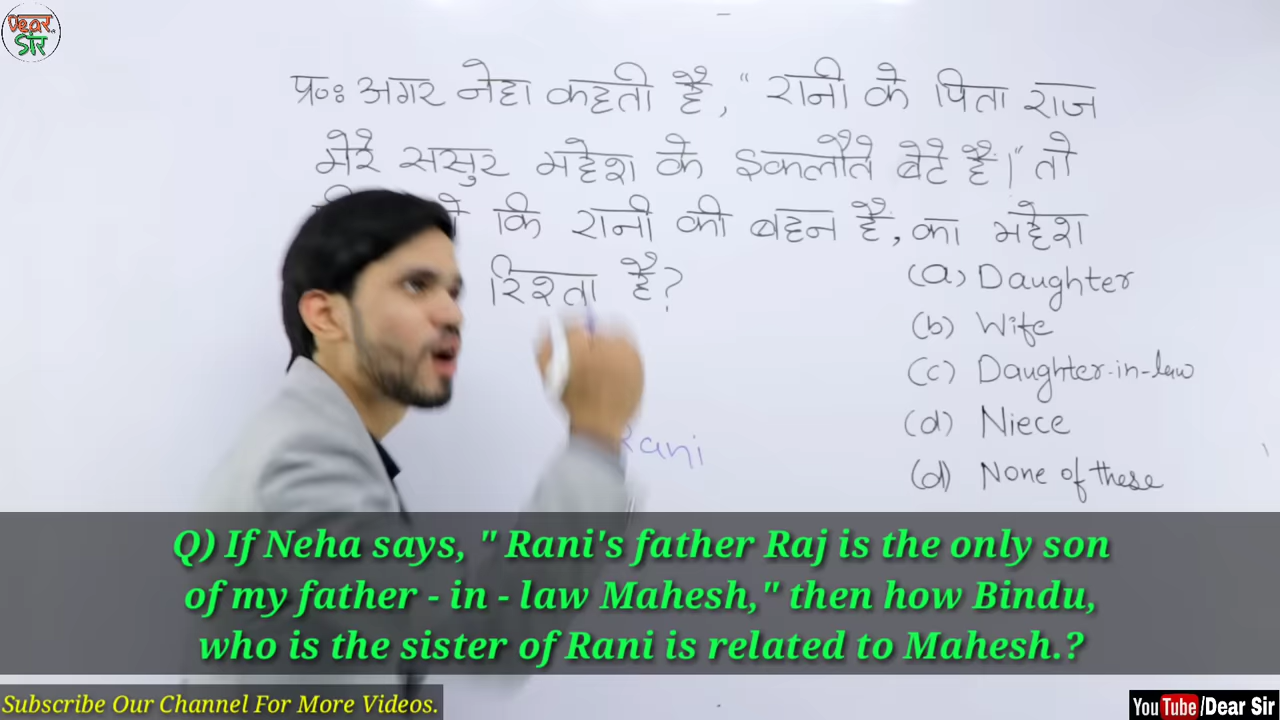 Dear
सर
प्रः अगर नेहा कहती है, "रानी के पिता राज
मेरे ससुर महेश के इकलौते बेटे है।" तो
कि रानी की बहन है, का महेश
रिश्ता है?
(a) Daughter
(b) Wife
(c) Daughter-in-law
(d) Niece
(d) None of these
Rani
Q) If Neha says, " Rani's father Raj is the only son
of my father - in - law Mahesh," then how Bindu,
who is the sister of Rani is related to Mahesh.?
Subscribe Our Channel For More Videos.
YouTube/Dear Sir